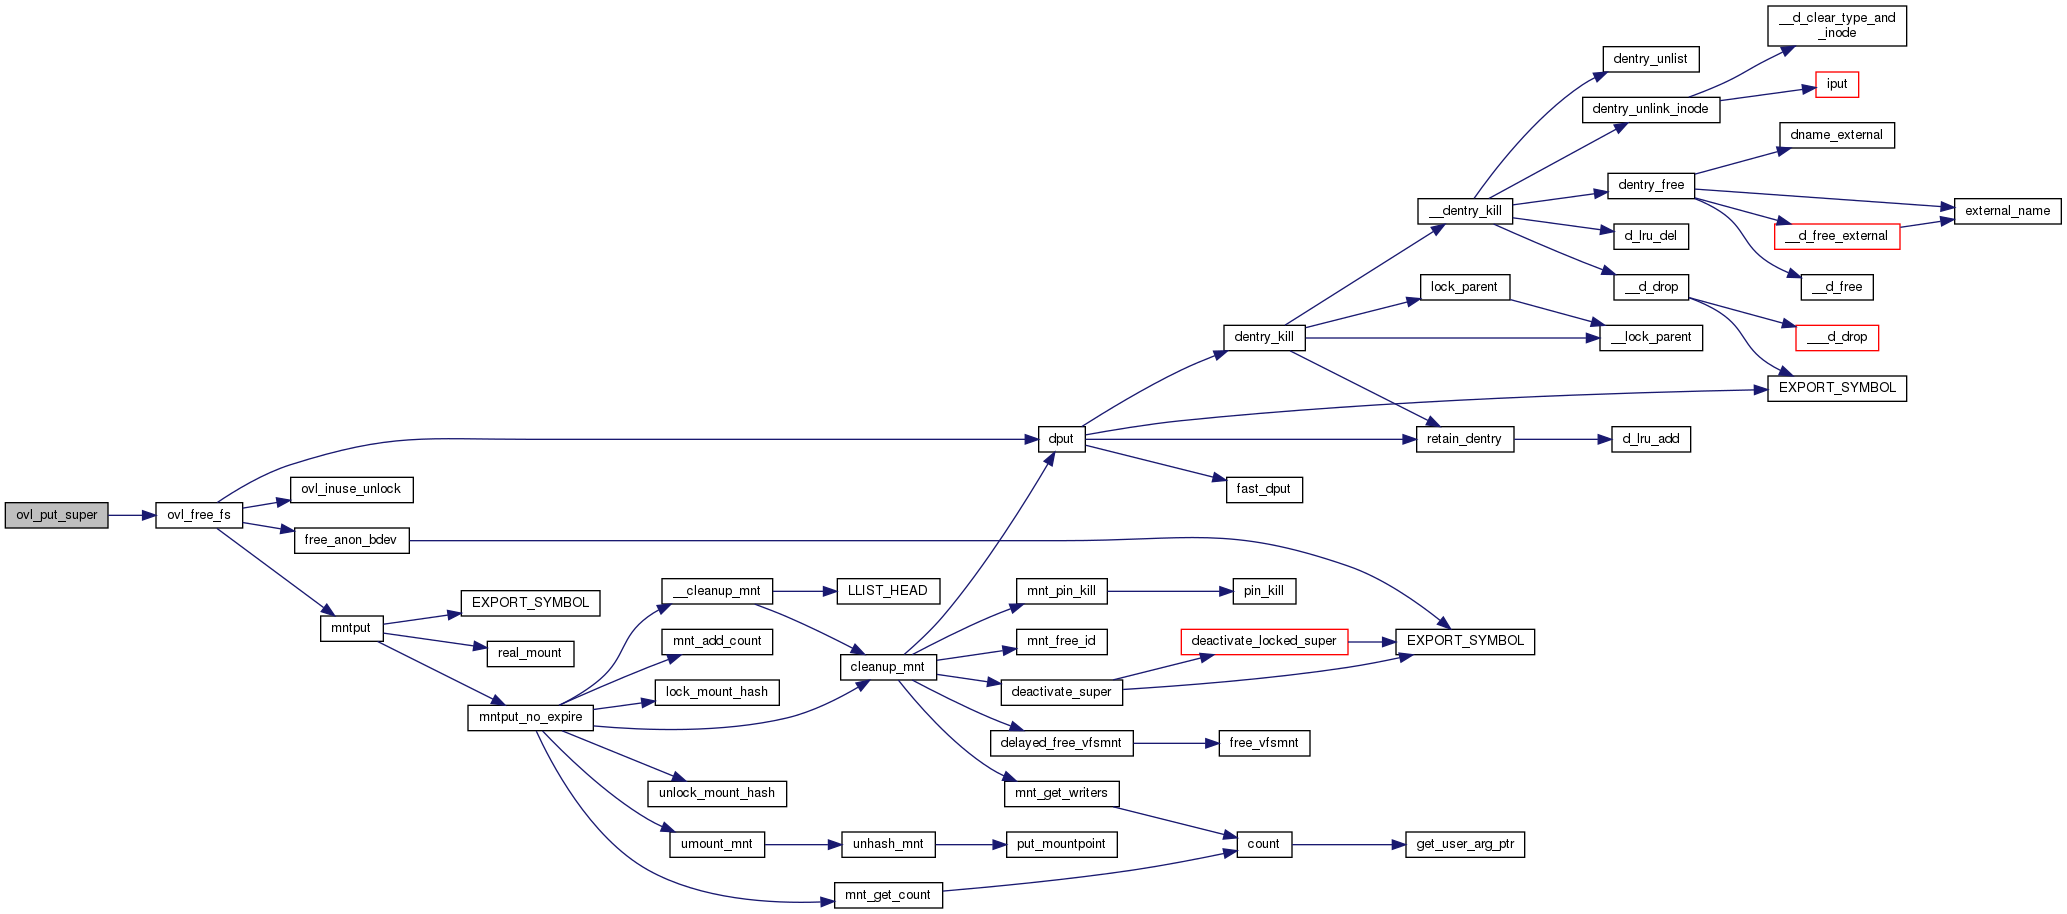 __d_clear_type_and
_inode
dentry_unlist
iput
dentry_unlink_inode
dname_external
dentry_free
__dentry_kill
external_name
__d_free_external
d_lru_del
lock_parent
__d_drop
__d_free
dentry_kill
__lock_parent
___d_drop
EXPORT_SYMBOL
dput
retain_dentry
d_lru_add
ovl_inuse_unlock
fast_dput
ovl_put_super
ovl_free_fs
free_anon_bdev
__cleanup_mnt
LLIST_HEAD
mnt_pin_kill
pin_kill
EXPORT_SYMBOL
mntput
mnt_add_count
mnt_free_id
deactivate_locked_super
EXPORT_SYMBOL
real_mount
cleanup_mnt
lock_mount_hash
deactivate_super
mntput_no_expire
delayed_free_vfsmnt
free_vfsmnt
unlock_mount_hash
mnt_get_writers
umount_mnt
unhash_mnt
put_mountpoint
count
get_user_arg_ptr
mnt_get_count